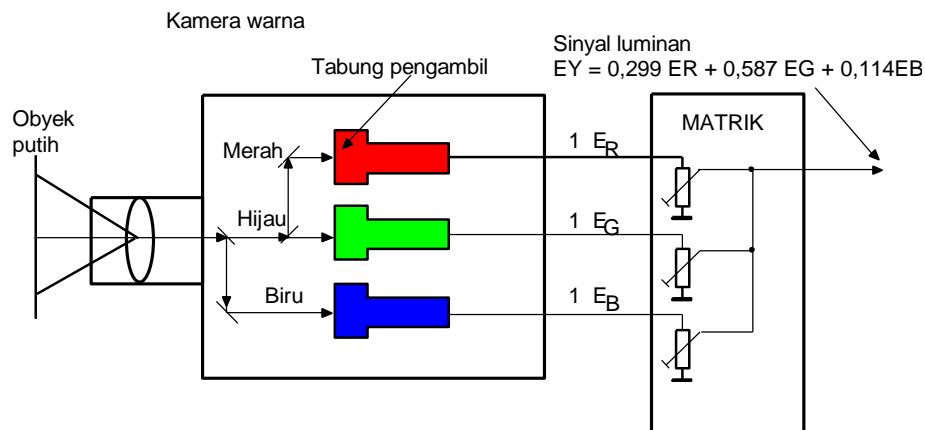 Kamera warna
Sinyal luminan
EY = 0,299 ER + 0,587 EG + 0,114EB
Tabung pengambil
Obyek
putih
MATRIK
Merah
1 ER
Hijau
1 EG
Biru
1 EB